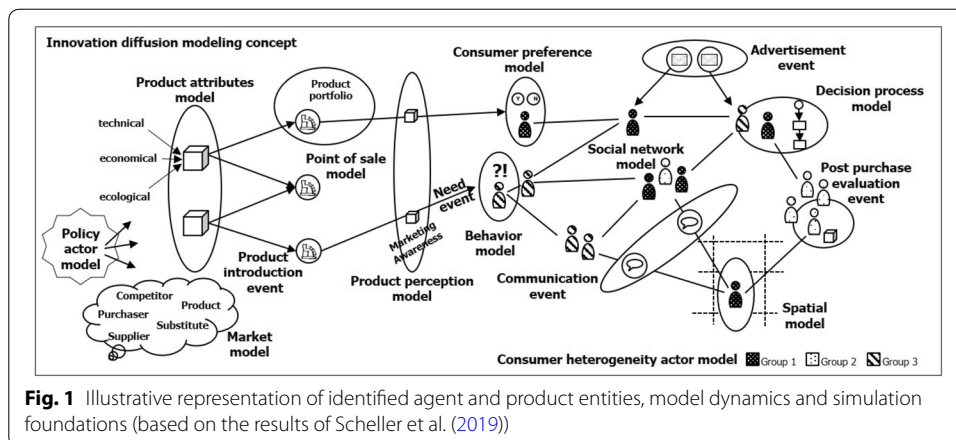 Innovation diffusion modeling concept
Product attributes
model
technical
economical
ecological
Policy
actor
model
Product
portfolio
Point of sale
model
Product
introduction
event
Competitor
Product
Purchaser
Substitute
Supplier
Market
model
Marketing
Awareness
Product perception
model
Need
event
Consumer preference
model
Y N
?!
Behavior
model
Communication
event
Social network
model
Advertisement
event
Decision process
model
Post purchase
evaluation event
Spatial
model
Consumer heterogeneity actor model Group 1 Group 2 Group 3
Fig. 1 Illustrative representation of identified agent and product entities, model dynamics and simulation
foundations (based on the results of Scheller et al. (2019))